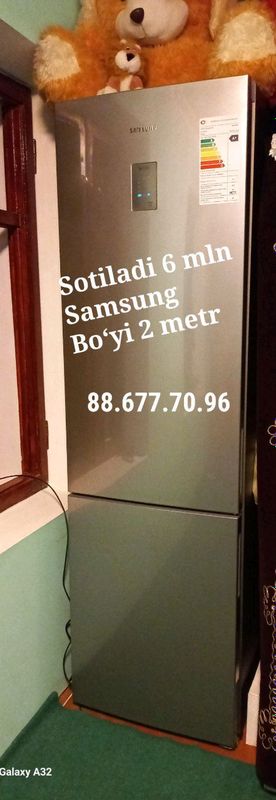 SAMSUNG
Sotiladi 6 mln
Samsung
Bo‘yi 2 metr
88.677.70.96
Galaxy A32